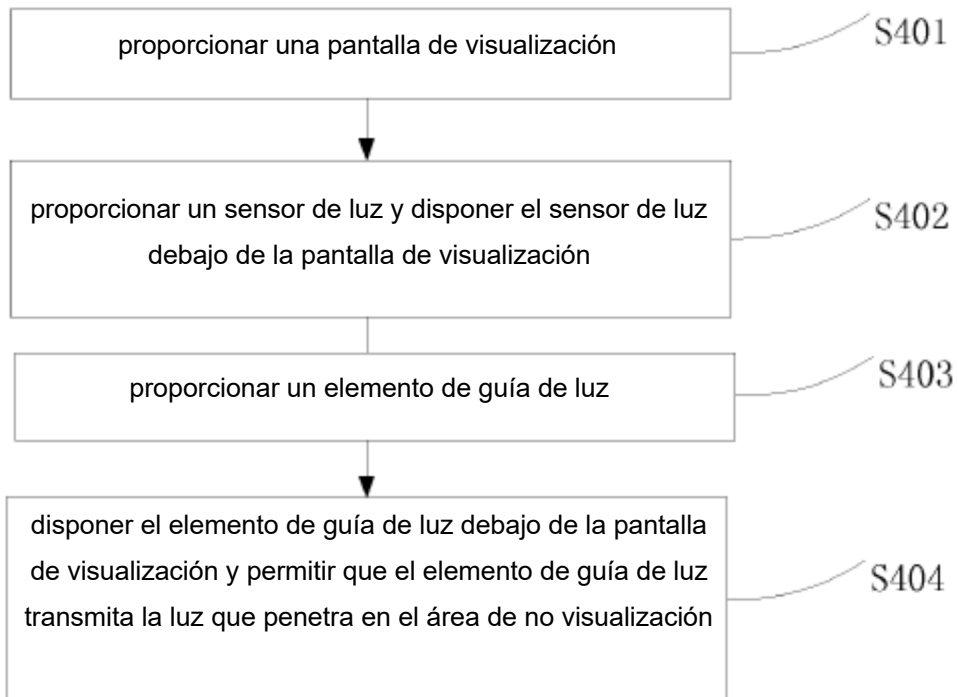 proporcionar una pantalla de visualización
S401
proporcionar un sensor de luz y disponer el sensor de luz
debajo de la pantalla de visualización
S402
proporcionar un elemento de guía de luz
S403
disponer el elemento de guía de luz debajo de la pantalla
de visualización y permitir que el elemento de guía de luz
transmita la luz que penetra en el área de no visualización
S404